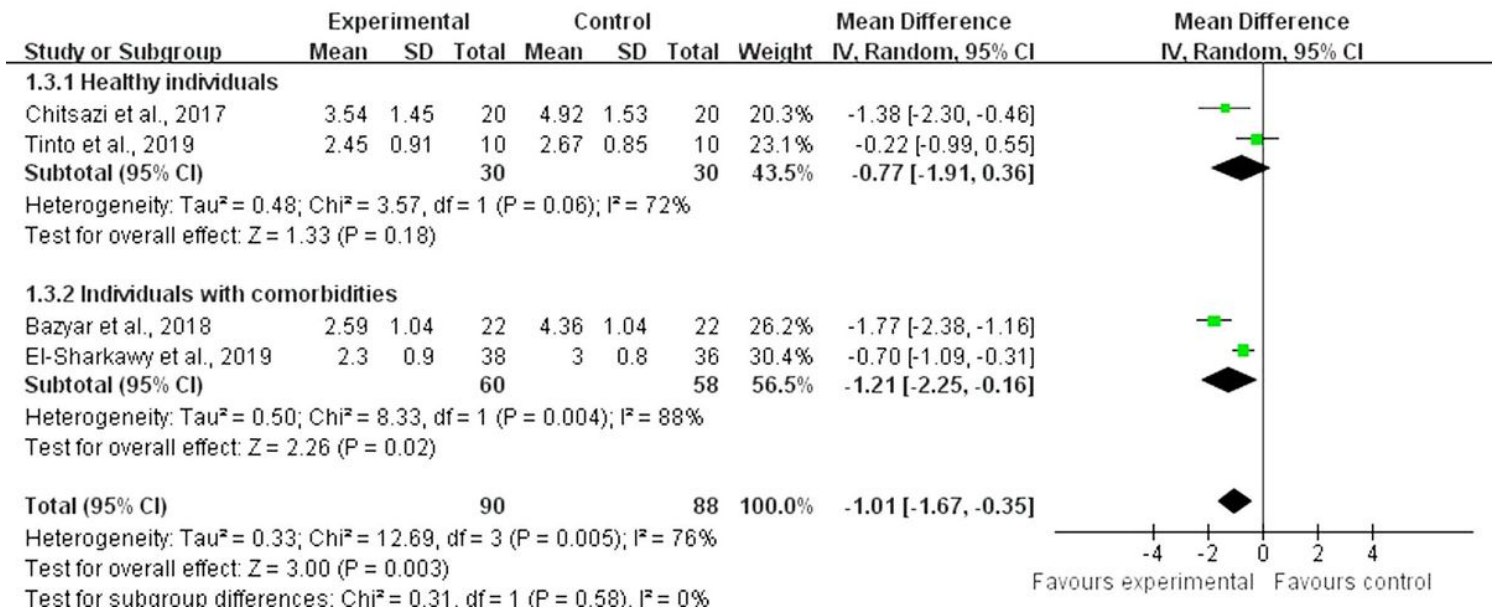 Experimental Control Mean Difference Mean Difference
Study or Subgroup Mean SD Total Mean SD Total Weight IV, Random, 95% CI IV, Random, 95% CI
1.3.1 Healthy individuals
Chitsazi et al., 2017 3.54 1.45 20 4.92 1.53 20 20.3% -1.38 [-2.30, -0.46]
Tinto et al., 2019 2.45 0.91 10 2.67 0.85 10 23.1% -0.22 [-0.99, 0.55]
Subtotal (95% CI) 30 30 43.5% -0.77 [-1.91, 0.36]
Heterogeneity: Tau² = 0.48; Chi² = 3.57, df = 1 (P = 0.06); I² = 72%
Test for overall effect: Z = 1.33 (P = 0.18)
1.3.2 Individuals with comorbidities
Bazyar et al., 2018 2.59 1.04 22 4.36 1.04 22 26.2% -1.77 [-2.38, -1.16]
El-Sharkawy et al., 2019 2.3 0.9 38 3 0.8 36 30.4% -0.70 [-1.09, -0.31]
Subtotal (95% CI) 60 58 56.5% -1.21 [-2.25, -0.16]
Heterogeneity: Tau² = 0.50; Chi² = 8.33, df = 1 (P = 0.004); I² = 88%
Test for overall effect: Z = 2.26 (P = 0.02)
Total (95% CI) 90 88 100.0% -1.01 [-1.67, -0.35]
Heterogeneity: Tau² = 0.33; Chi² = 12.69, df = 3 (P = 0.005); I² = 76%
Test for overall effect: Z = 3.00 (P = 0.003)
Test for subgroup differences: Chi² = 0.31, df = 1 (P = 0.58), I² = 0%
-4 -2 0 2 4
Favours experimental Favours control